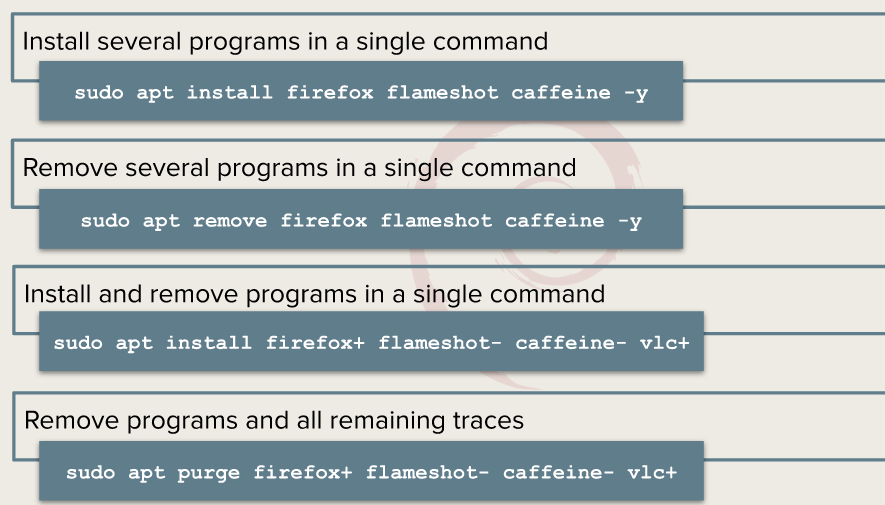 Install several programs in a single command
sudo apt install firefox flameshot caffeine -y
Remove several programs in a single command
sudo apt remove firefox flameshot caffeine -y
Install and remove programs in a single command
sudo apt install firefox+ flameshot- caffeine- vlc+
Remove programs and all remaining traces
sudo apt purge firefox+ flameshot- caffeine- vlc+